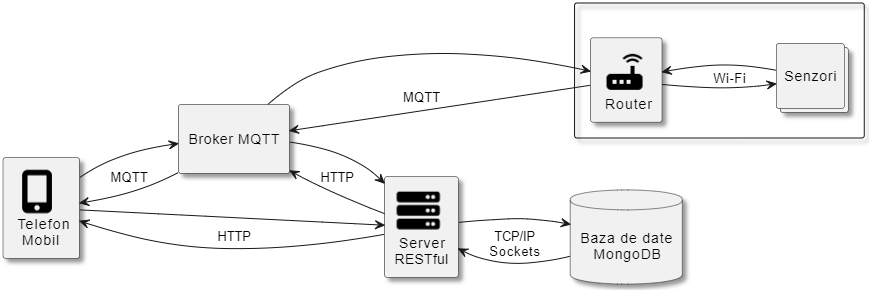 Router
Wi-Fi
Senzori
MQTT
Broker MQTT
MQTT
HTTP
Telefon
Mobil
HTTP
Server
RESTful
TCP/IP
Sockets
Baza de date
MongoDB